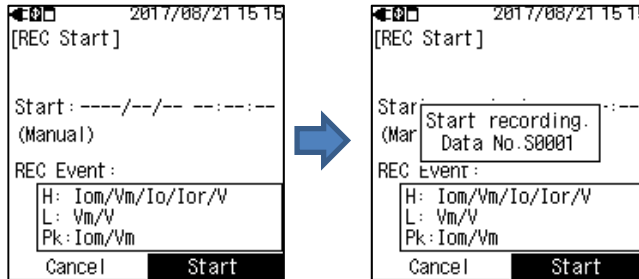 2017/08/21 15:15
[REC Start]
Start:----/--/-- --:--:--
(Manual)
REC Event:
H: Iom/Vm/Io/Ior/V
L: Vm/V
Pk:Iom/Vm
Cancel Start
2017/08/21 15:15
[REC Start]
Start recording.
Data No.S0001
REC Event:
H: Iom/Vm/Io/Ior/V
L: Vm/V
Pk:Iom/Vm
Cancel Start